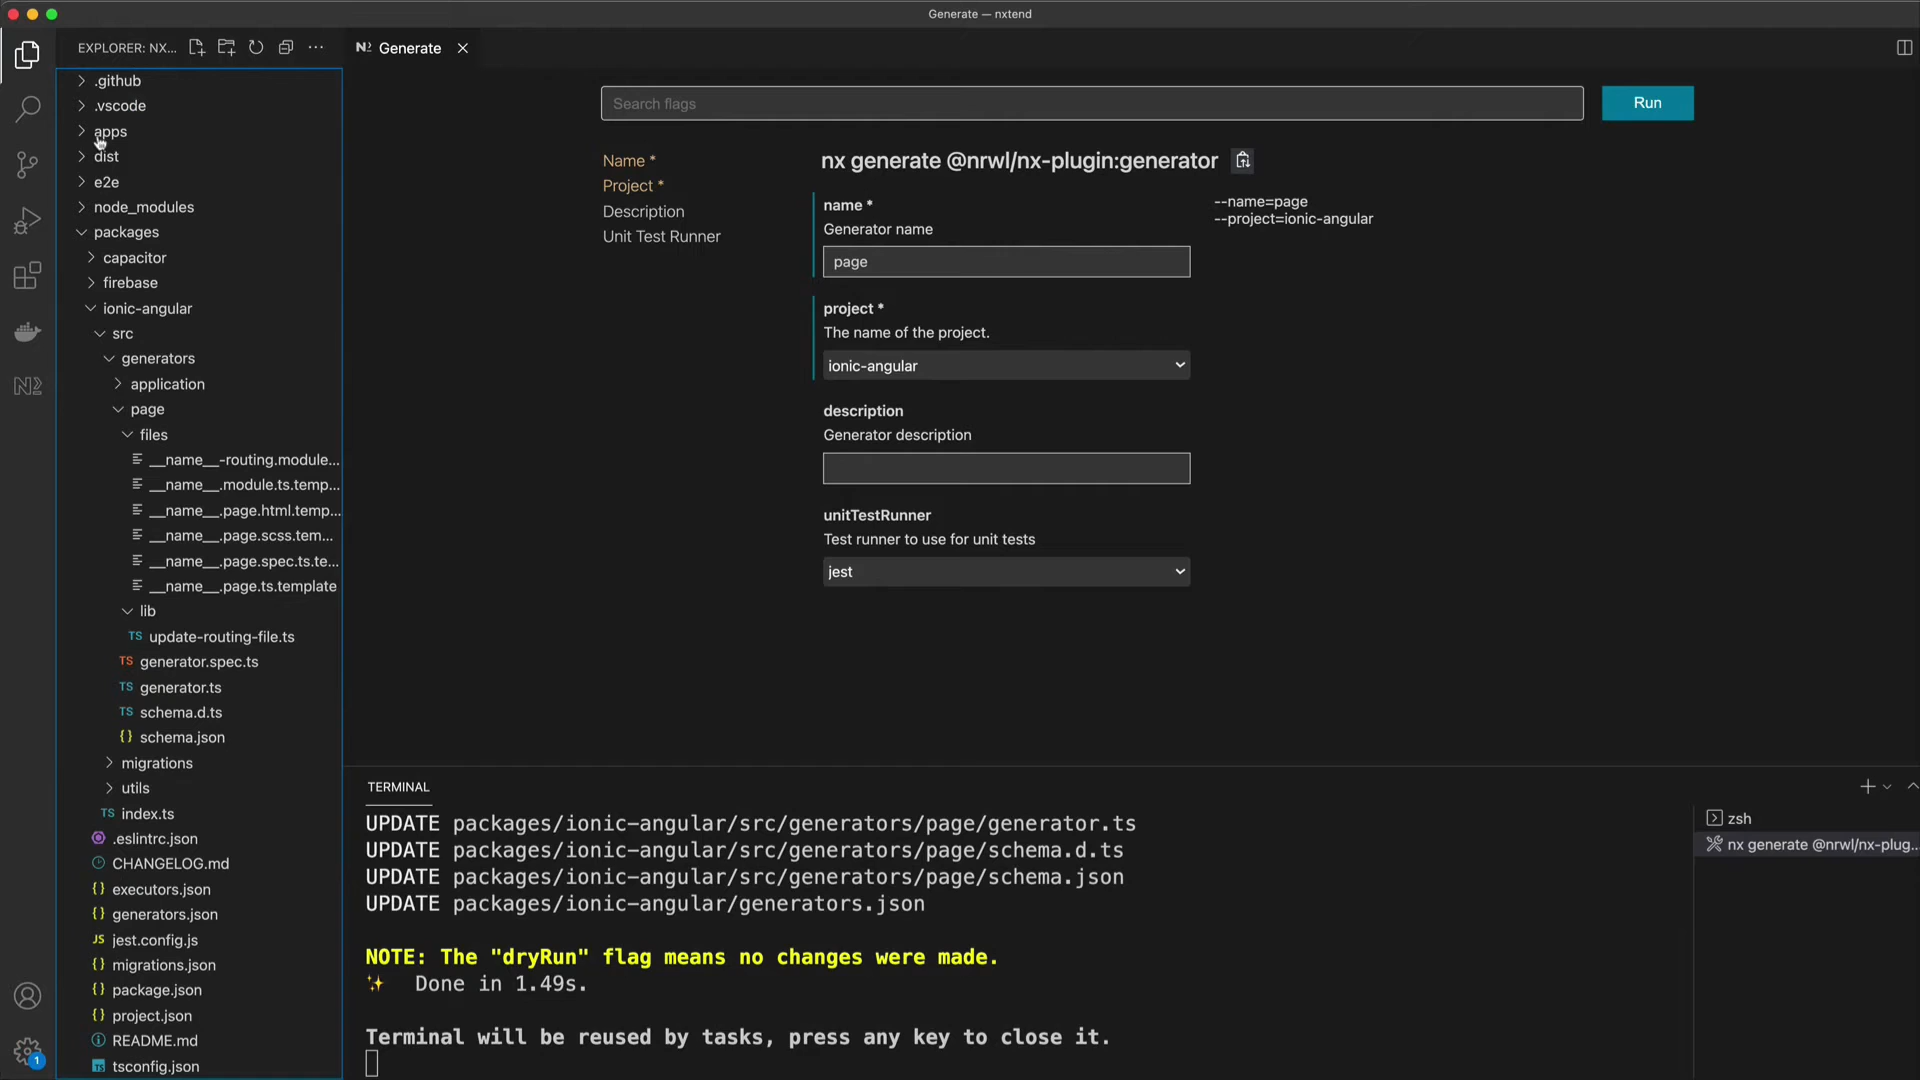 Generate — nxtend
EXPLORER: NX...
Generate
.github
.vscode
apps
dist
e2e
node_modules
packages
capacitor
firebase
ionic-angular
src
generators
application
page
files
__name__-routing.module...
__name__.module.ts.temp...
__name__.page.html.temp...
__name__.page.scss.tem...
__name__.page.spec.ts.te...
__name__.page.ts.template
lib
TS update-routing-file.ts
TS generator.spec.ts
TS generator.ts
TS schema.d.ts
{} schema.json
migrations
utils
TS index.ts
.eslintrc.json
CHANGELOG.md
{} executors.json
{} generators.json
JS jest.config.js
{} migrations.json
{} package.json
{} project.json
README.md
TS tsconfig.json
1
Search flags
Run
Name *
Project *
Description
Unit Test Runner
nx generate @nrwl/nx-plugin:generator
name *
Generator name
page
--name=page
--project=ionic-angular
project *
The name of the project.
ionic-angular
description
Generator description
unitTestRunner
Test runner to use for unit tests
jest
TERMINAL
UPDATE packages/ionic-angular/src/generators/page/generator.ts
UPDATE packages/ionic-angular/src/generators/page/schema.d.ts
UPDATE packages/ionic-angular/src/generators/page/schema.json
UPDATE packages/ionic-angular/generators.json
NOTE: The "dryRun" flag means no changes were made.
✨ Done in 1.49s.
Terminal will be reused by tasks, press any key to close it.
zsh
nx generate @nrwl/nx-plug...